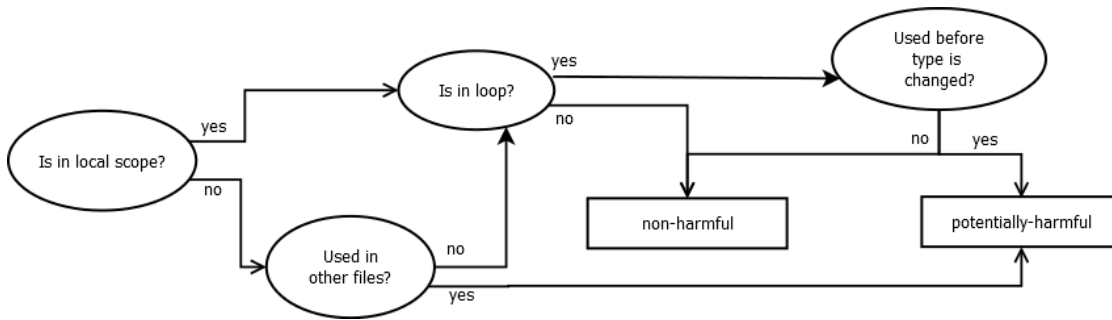 Used before
type is
changed?
yes
Is in loop?
no
yes
Is in local scope?
no
no
yes
non-harmful
potentially-harmful
Used in
other files?
no
yes